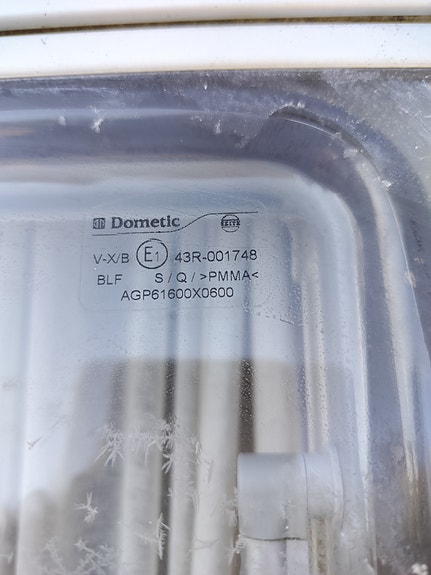 Dometic
V-X/B E1 43R-001748
BLF S / Q / >PMMA<
AGP61600X0600